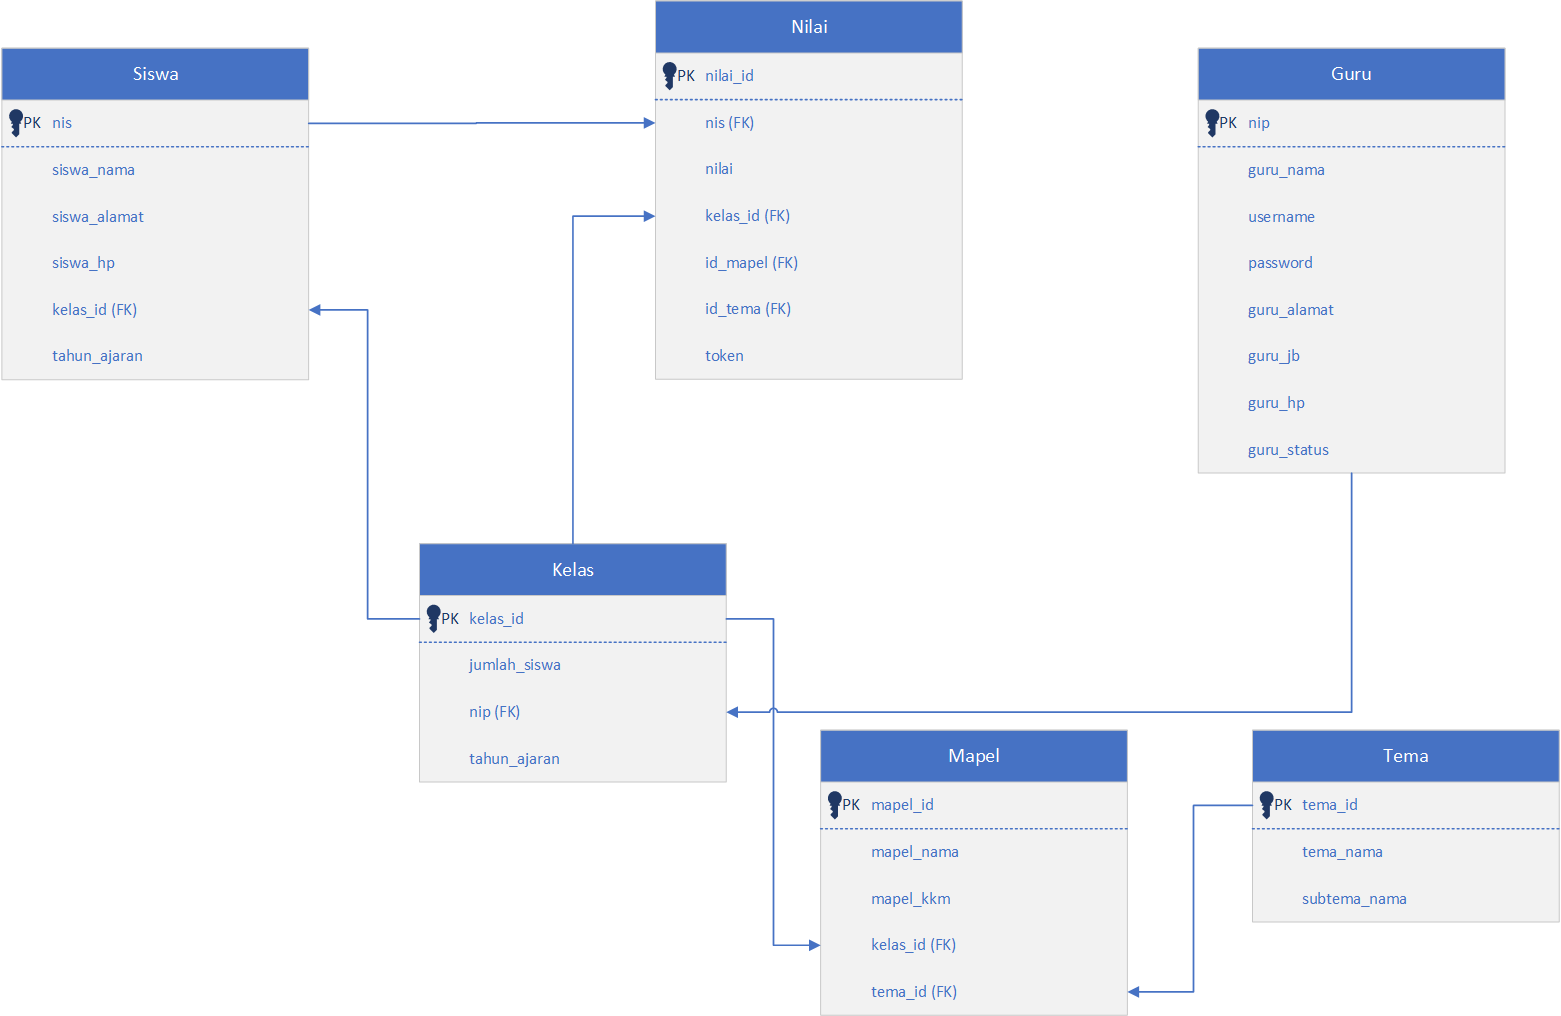 Siswa
PK nis
siswa_nama
siswa_alamat
siswa_hp
kelas_id (FK)
tahun_ajaran
Nilai
PK nilai_id
nis (FK)
nilai
kelas_id (FK)
id_mapel (FK)
id_tema (FK)
token
Guru
PK nip
guru_nama
username
password
guru_alamat
guru_jb
guru_hp
guru_status
Kelas
PK kelas_id
jumlah_siswa
nip (FK)
tahun_ajaran
Mapel
PK mapel_id
mapel_nama
mapel_kkm
kelas_id (FK)
tema_id (FK)
Tema
PK tema_id
tema_nama
subtema_nama